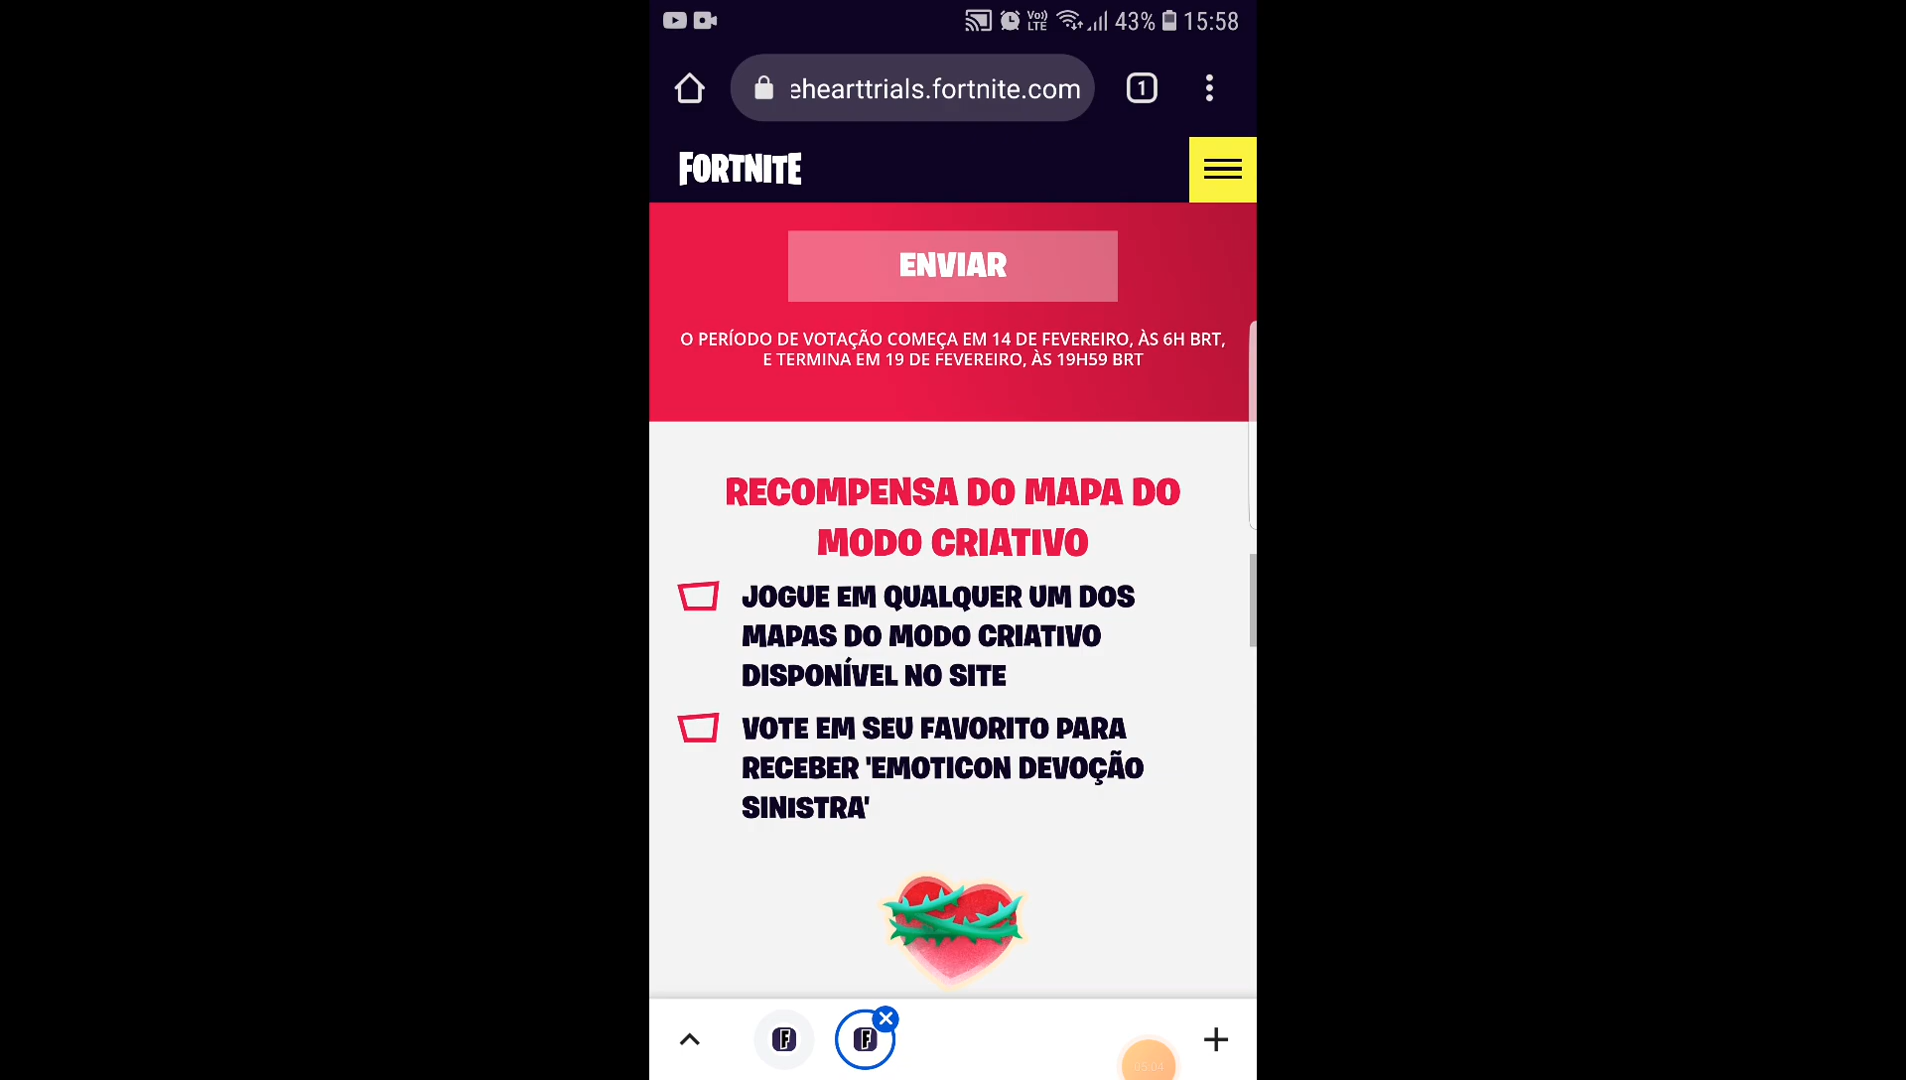 43% 15:58
ehearttrials.fortnite.com 1
FORTNITE
ENVIAR
O PERÍODO DE VOTAÇÃO COMEÇA EM 14 DE FEVEREIRO, ÀS 6H BRT,
E TERMINA EM 19 DE FEVEREIRO, ÀS 19H59 BRT
RECOMPENSA DO MAPA DO
MODO CRIATIVO
JOGUE EM QUALQUER UM DOS
MAPAS DO MODO CRIATIVO
DISPONÍVEL NO SITE
VOTE EM SEU FAVORITO PARA
RECEBER 'EMOTICON DEVOÇÃO
SINISTRA'
F F
05:04